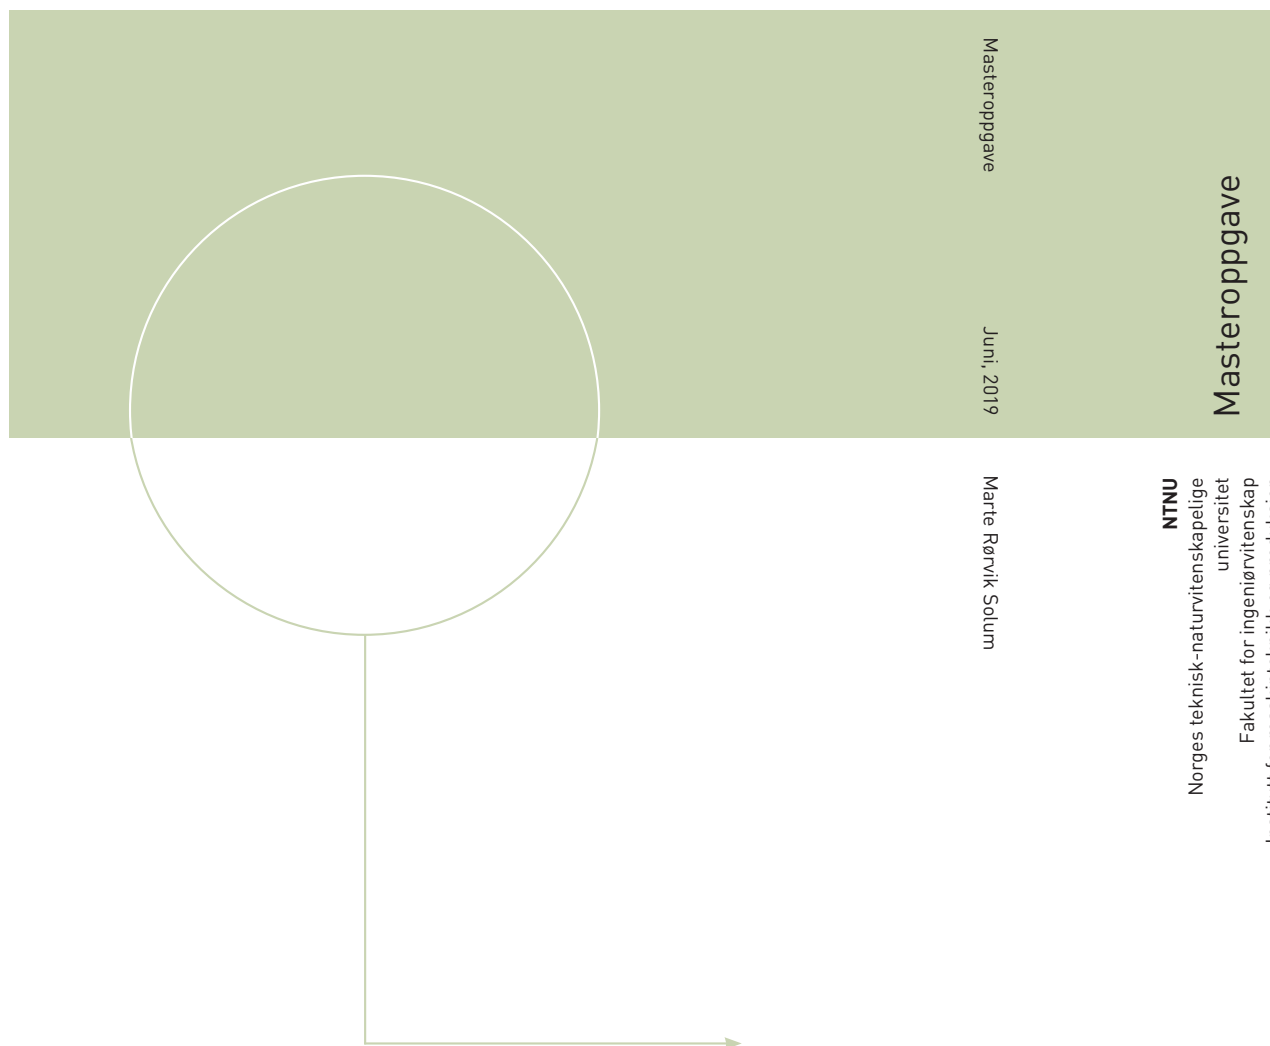 Masteroppgave
Juni, 2019
Marte Rørvik Solum
Masteroppgave
NTNU
Norges teknisk-naturvitenskapelige
universitet
Fakultet for ingeniørvitenskap